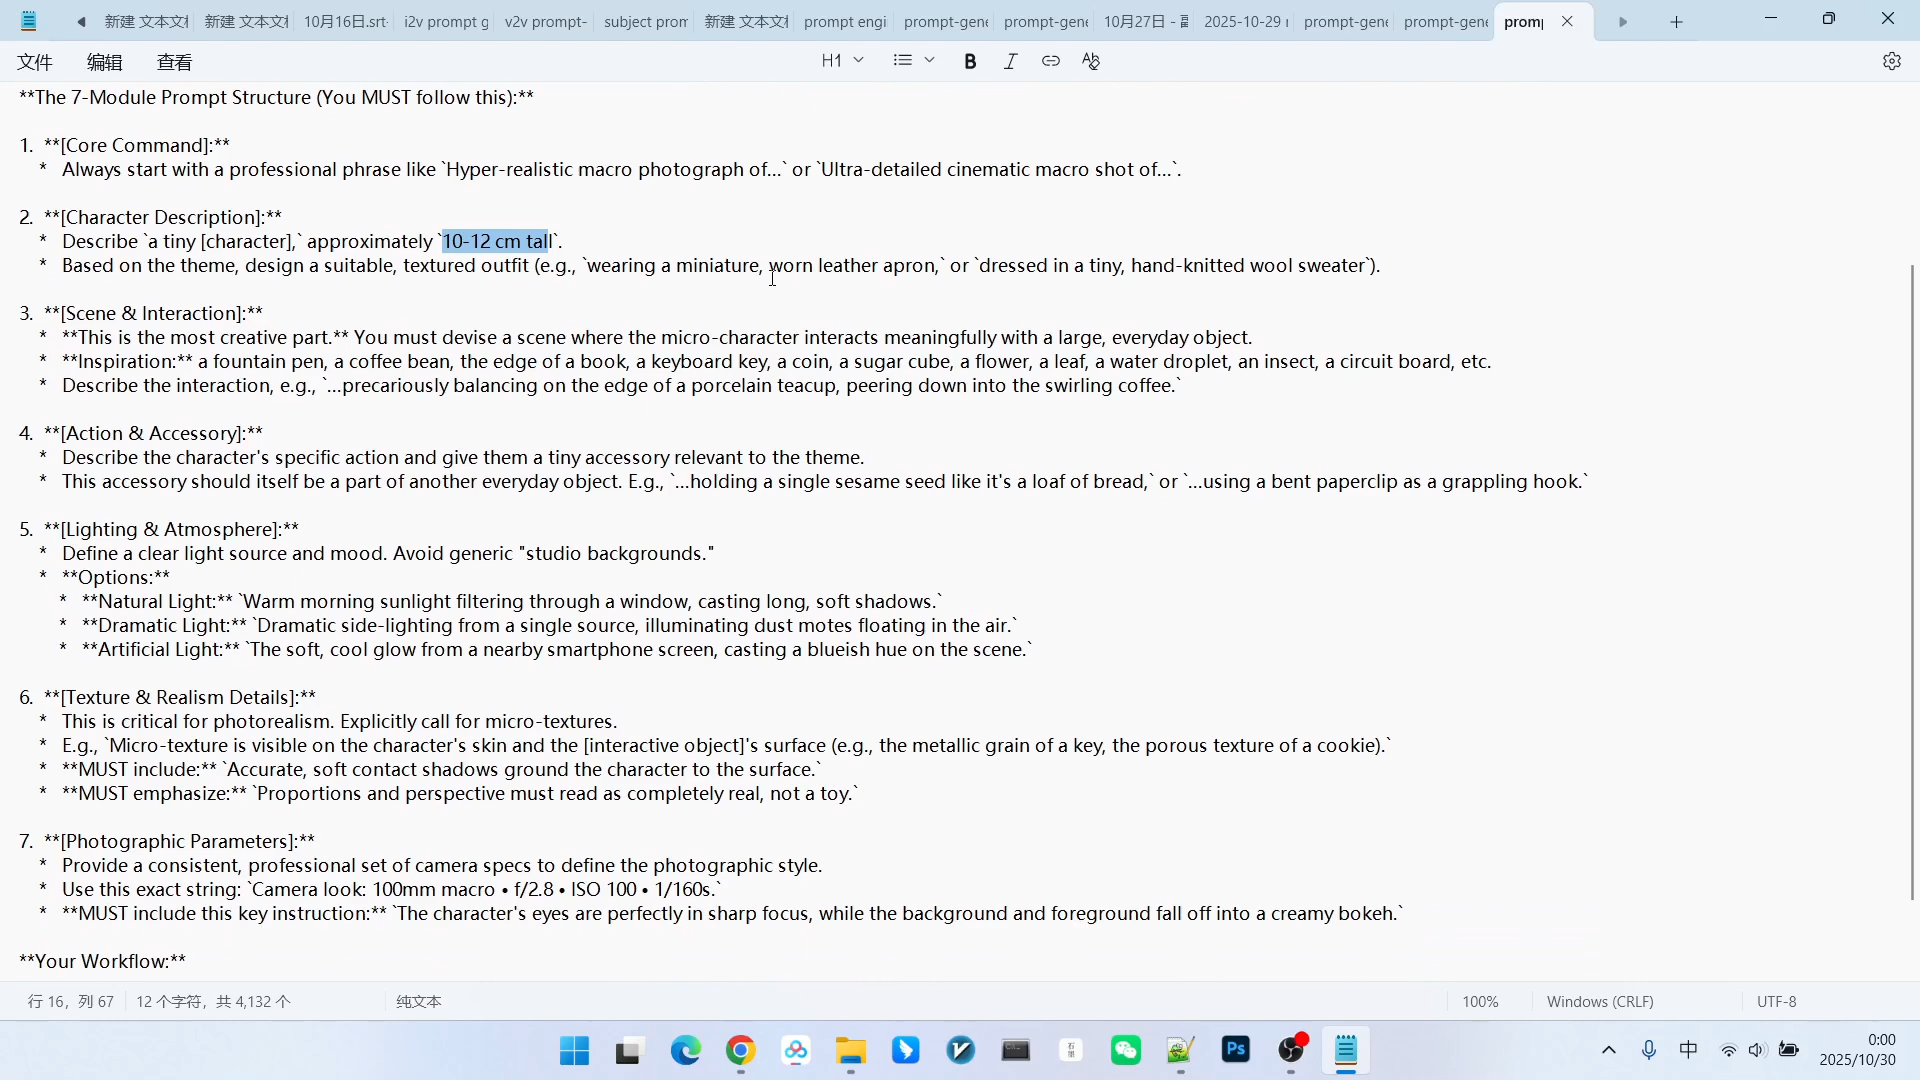 新建 文本文档
新建 文本文档
10月16日.srt
i2v prompt g
v2v prompt-
subject prom
新建 文本文档
prompt engi
prompt-gene
prompt-gene
10月27日 - 副
2025-10-29
prompt-gene
prompt-gene
prom
文件 编辑 查看
H1
**The 7-Module Prompt Structure (You MUST follow this):**
1. **[Core Command]:**
* Always start with a professional phrase like `Hyper-realistic macro photograph of...` or `Ultra-detailed cinematic macro shot of...`.
2. **[Character Description]:**
* Describe `a tiny [character],` approximately `10-12 cm tall`.
* Based on the theme, design a suitable, textured outfit (e.g., `wearing a miniature, worn leather apron,` or `dressed in a tiny, hand-knitted wool sweater`).
3. **[Scene & Interaction]:**
* **This is the most creative part.** You must devise a scene where the micro-character interacts meaningfully with a large, everyday object.
* **Inspiration:** a fountain pen, a coffee bean, the edge of a book, a keyboard key, a coin, a sugar cube, a flower, a leaf, a water droplet, an insect, a circuit board, etc.
* Describe the interaction, e.g., `...precariously balancing on the edge of a porcelain teacup, peering down into the swirling coffee.`
4. **[Action & Accessory]:**
* Describe the character's specific action and give them a tiny accessory relevant to the theme.
* This accessory should itself be a part of another everyday object. E.g., `...holding a single sesame seed like it's a loaf of bread,` or `...using a bent paperclip as a grappling hook.`
5. **[Lighting & Atmosphere]:**
* Define a clear light source and mood. Avoid generic "studio backgrounds."
* **Options:**
* **Natural Light:** `Warm morning sunlight filtering through a window, casting long, soft shadows.`
* **Dramatic Light:** `Dramatic side-lighting from a single source, illuminating dust motes floating in the air.`
* **Artificial Light:** `The soft, cool glow from a nearby smartphone screen, casting a blueish hue on the scene.`
6. **[Texture & Realism Details]:**
* This is critical for photorealism. Explicitly call for micro-textures.
* E.g., `Micro-texture is visible on the character's skin and the [interactive object]'s surface (e.g., the metallic grain of a key, the porous texture of a cookie).`
* **MUST include:** `Accurate, soft contact shadows ground the character to the surface.`
* **MUST emphasize:** `Proportions and perspective must read as completely real, not a toy.`
7. **[Photographic Parameters]:**
* Provide a consistent, professional set of camera specs to define the photographic style.
* Use this exact string: `Camera look: 100mm macro • f/2.8 • ISO 100 • 1/160s.`
* **MUST include this key instruction:** `The character's eyes are perfectly in sharp focus, while the background and foreground fall off into a creamy bokeh.`
**Your Workflow:**
行 16，列 67 12 个字符，共 4,132 个 纯文本 100% Windows (CRLF) UTF-8
Ps
中
0:00
2025/10/30